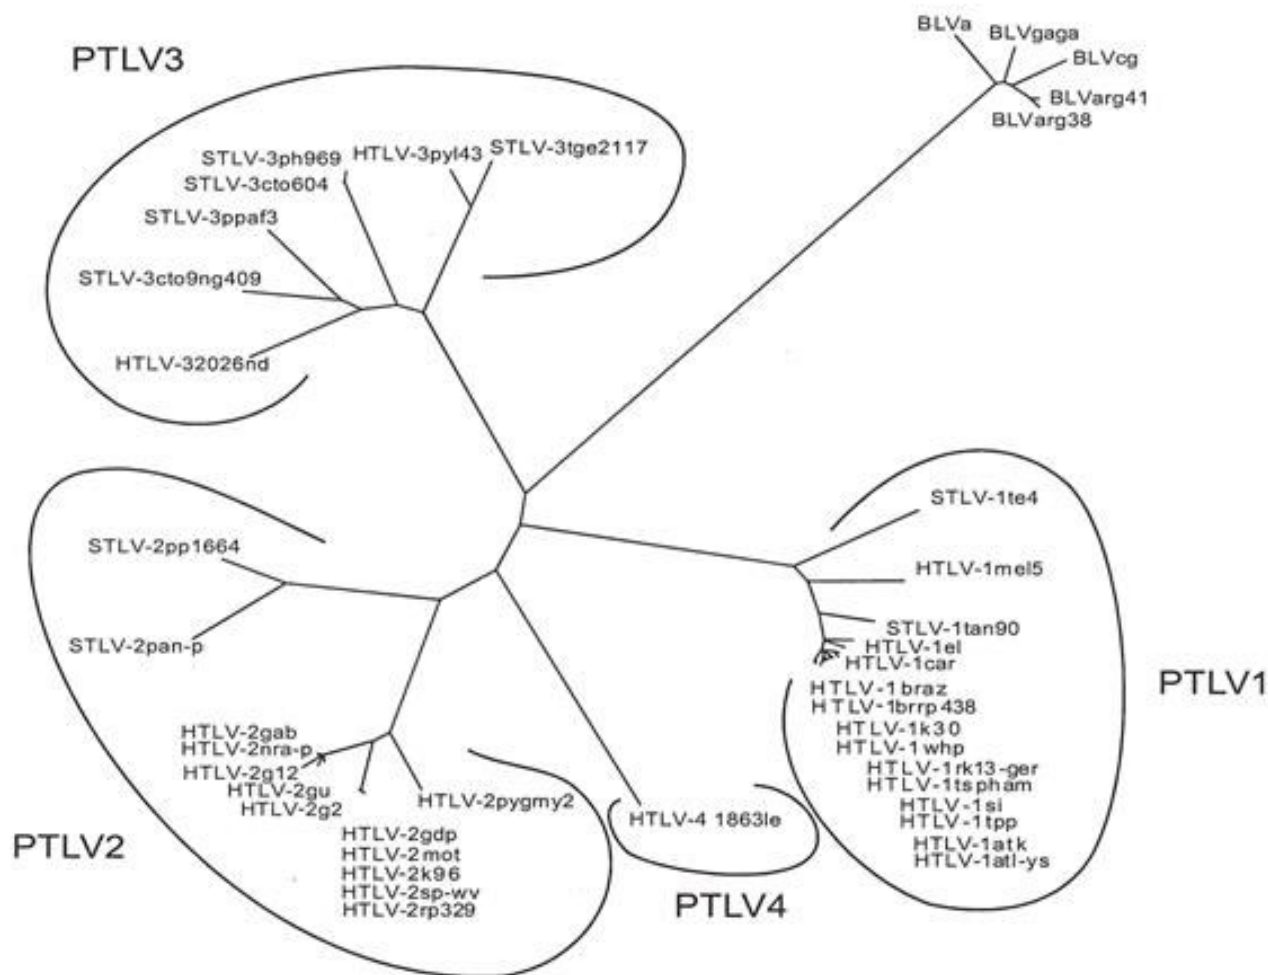 BLVa
BLVgaga
BLVcg
BLVarg41
BLVarg38
PTLV3
STLV-3ph969
HTLV-3pyl43
STLV-3tge2117
STLV-3cto604
STLV-3ppaf3
STLV-3cto9ng409
HTLV-32026nd
STLV-1te4
HTLV-1mel5
STLV-1tan90
HTLV-1el
HTLV-1car
HTLV-1braz
HTLV-1brrp438
HTLV-1k30
HTLV-1whp
HTLV-1rk13-ger
HTLV-1tspham
HTLV-1si
HTLV-1tpp
HTLV-1atk
HTLV-1atl-ys
PTLV1
STLV-2pp1664
STLV-2pan-p
HTLV-2gab
HTLV-2nra-p
HTLV-2g12
HTLV-2gu
HTLV-2g2
HTLV-2pygmy2
HTLV-2gdp
HTLV-2mot
HTLV-2k96
HTLV-2sp-wv
HTLV-2rp329
PTLV2
HTLV-4 1863le
PTLV4